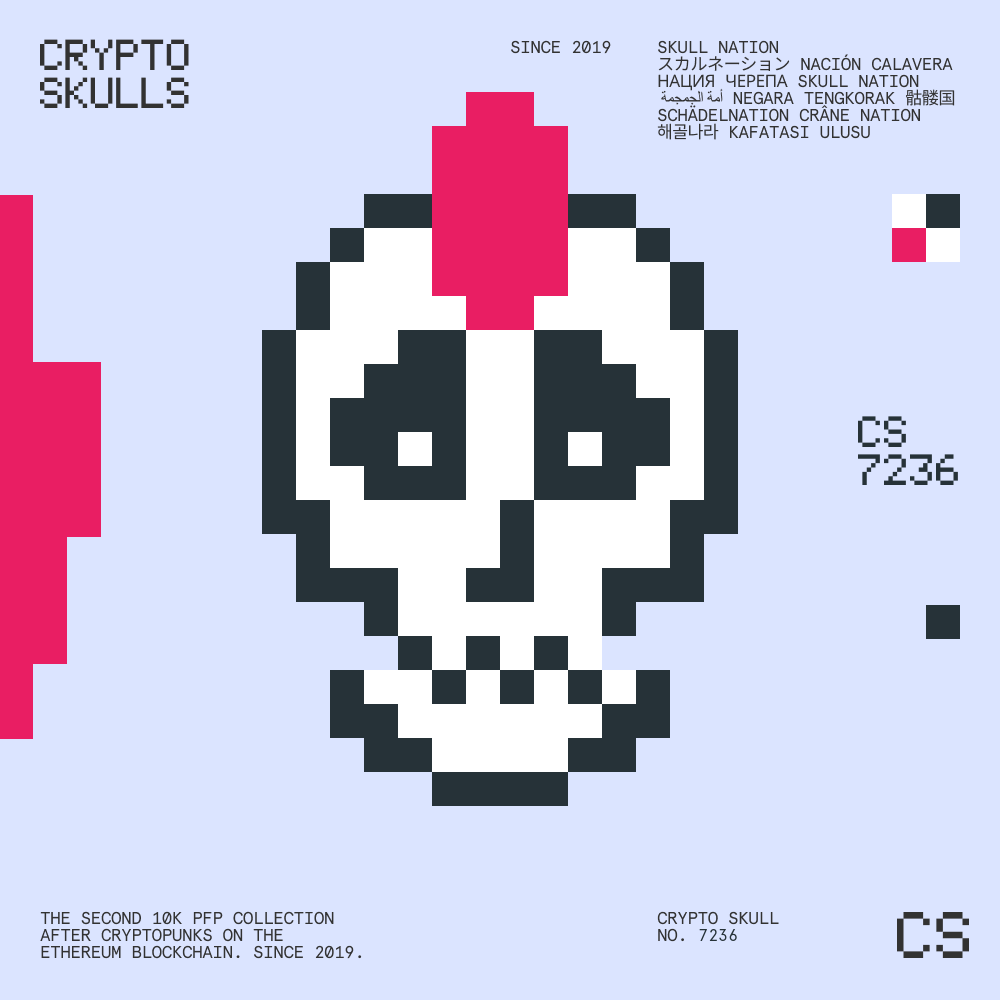 CRYPTO
SKULLS
SINCE 2019
SKULL NATION
スカルネーション NACIÓN CALAVERA
НАЦИЯ ЧЕРЕПА SKULL NATION
أمة الجمجمة NEGARA TENGKORAK 骷髅国
SCHÄDELNATION CRÂNE NATION
해골나라 KAFATASI ULUSU
CS
7236
THE SECOND 10K PFP COLLECTION
AFTER CRYPTOPUNKS ON THE
ETHEREUM BLOCKCHAIN. SINCE 2019.
CRYPTO SKULL
NO. 7236
CS